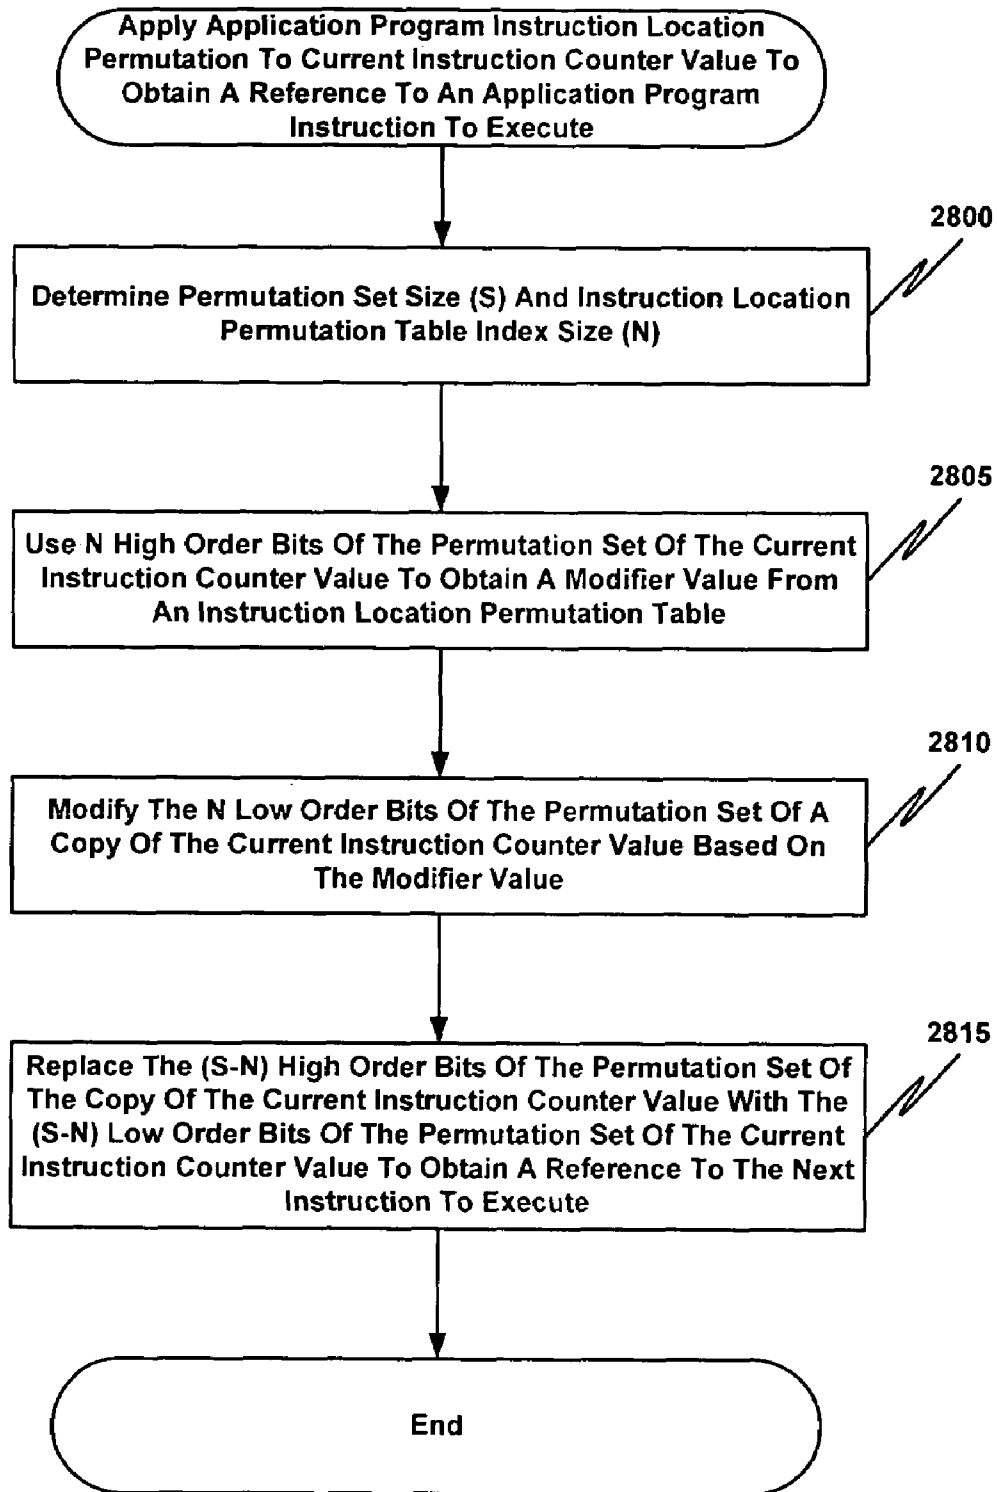 Apply Application Program Instruction Location
Permutation To Current Instruction Counter Value To
Obtain A Reference To An Application Program
Instruction To Execute
2800
Determine Permutation Set Size (S) And Instruction Location
Permutation Table Index Size (N)
2805
Use N High Order Bits Of The Permutation Set Of The Current
Instruction Counter Value To Obtain A Modifier Value From
An Instruction Location Permutation Table
2810
Modify The N Low Order Bits Of The Permutation Set Of A
Copy Of The Current Instruction Counter Value Based On
The Modifier Value
2815
Replace The (S-N) High Order Bits Of The Permutation Set Of
The Copy Of The Current Instruction Counter Value With The
(S-N) Low Order Bits Of The Permutation Set Of The Current
Instruction Counter Value To Obtain A Reference To The Next
Instruction To Execute
End